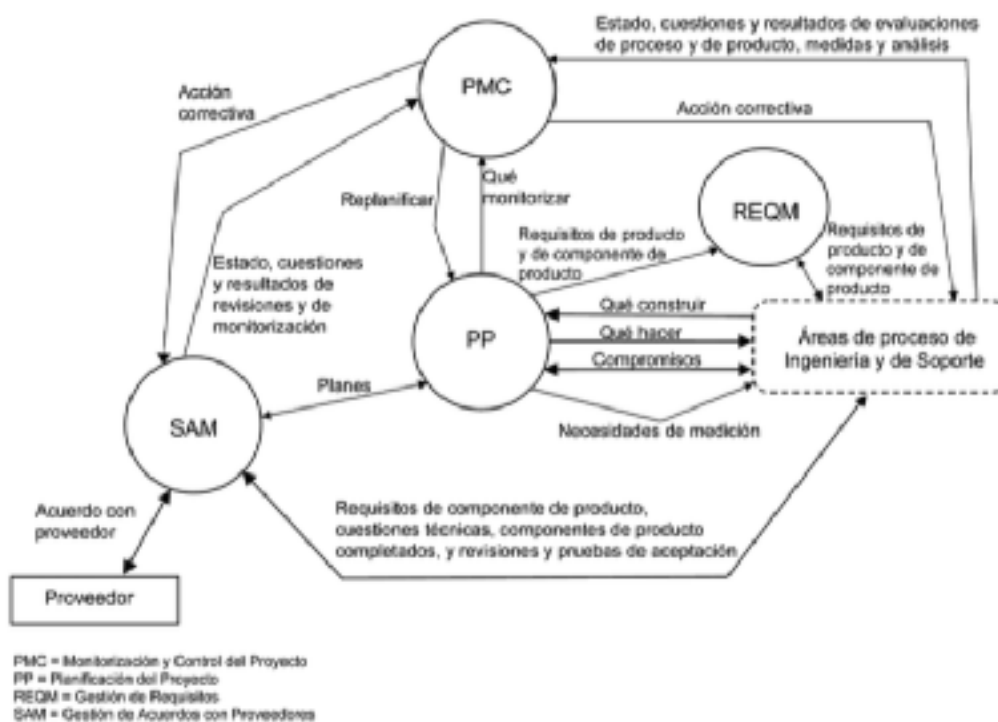 Estado, cuestiones y resultados de evaluaciones
de proceso y de producto, medidas y análisis
PMC
Acción
correctiva
Acción correctiva
Replanificar
Qué
monitorizar
REQM
Requisitos de producto
y de componente de
producto
Requisitos de
producto y de
componente de
producto
Estado, cuestiones
y resultados de
revisiones y de
monitorización
Qué construir
PP
Qué hacer
Áreas de proceso de
Ingeniería y de Soporte
Compromisos
Planes
SAM
Necesidades de medición
Acuerdo con
proveedor
Requisitos de componente de producto,
cuestiones técnicas, componentes de producto
completados, y revisiones y pruebas de aceptación
Proveedor
PMC = Monitorización y Control del Proyecto
PP = Planificación del Proyecto
REQM = Gestión de Requisitos
SAM = Gestión de Acuerdos con Proveedores